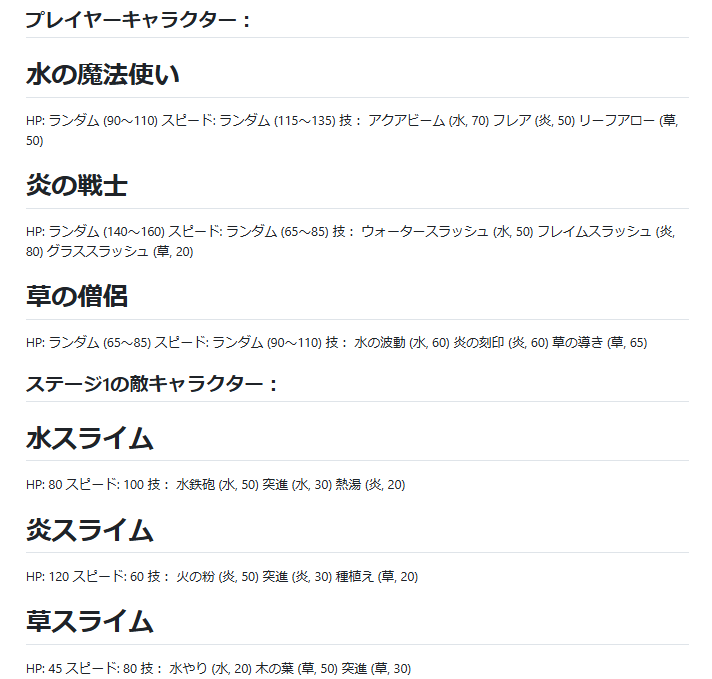 プレイヤーキャラクター：
水の魔法使い
HP: ランダム (90～110) スピード: ランダム (115～135) 技： アクアビーム (水, 70) フレア (炎, 50) リーフアロー (草,
50)
炎の戦士
HP: ランダム (140～160) スピード: ランダム (65～85) 技： ウォータースラッシュ (水, 50) フレイムスラッシュ (炎,
80) グラススラッシュ (草, 20)
草の僧侶
HP: ランダム (65～85) スピード: ランダム (90～110) 技： 水の波動 (水, 60) 炎の刻印 (炎, 60) 草の導き (草, 65)
ステージ1の敵キャラクター：
水スライム
HP: 80 スピード: 100 技： 水鉄砲 (水, 50) 突進 (水, 30) 熱湯 (炎, 20)
炎スライム
HP: 120 スピード: 60 技： 火の粉 (炎, 50) 突進 (炎, 30) 種植え (草, 20)
草スライム
HP: 45 スピード: 80 技： 水やり (水, 20) 木の葉 (草, 50) 突進 (草, 30)